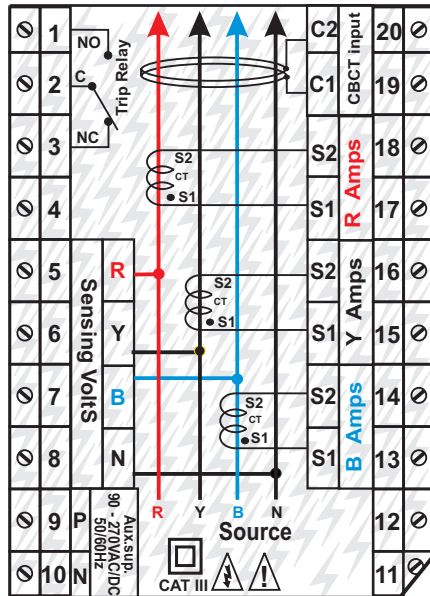 1 NO C2 20
2 C Trip Relay C1 CBCT input 19
3 NC S2 CT S1 S2 R Amps 18
4 S1 17
5 Sensing VoltS R S2 CT S1 S2 Y Amps 16
6 Y S1 15
7 B S2 CT S1 S2 B Amps 14
8 N S1 13
R Y B N
Source
9 P Aux.sup. 12
90 - 270VAC/DC
50/60Hz
10 N CAT III 11